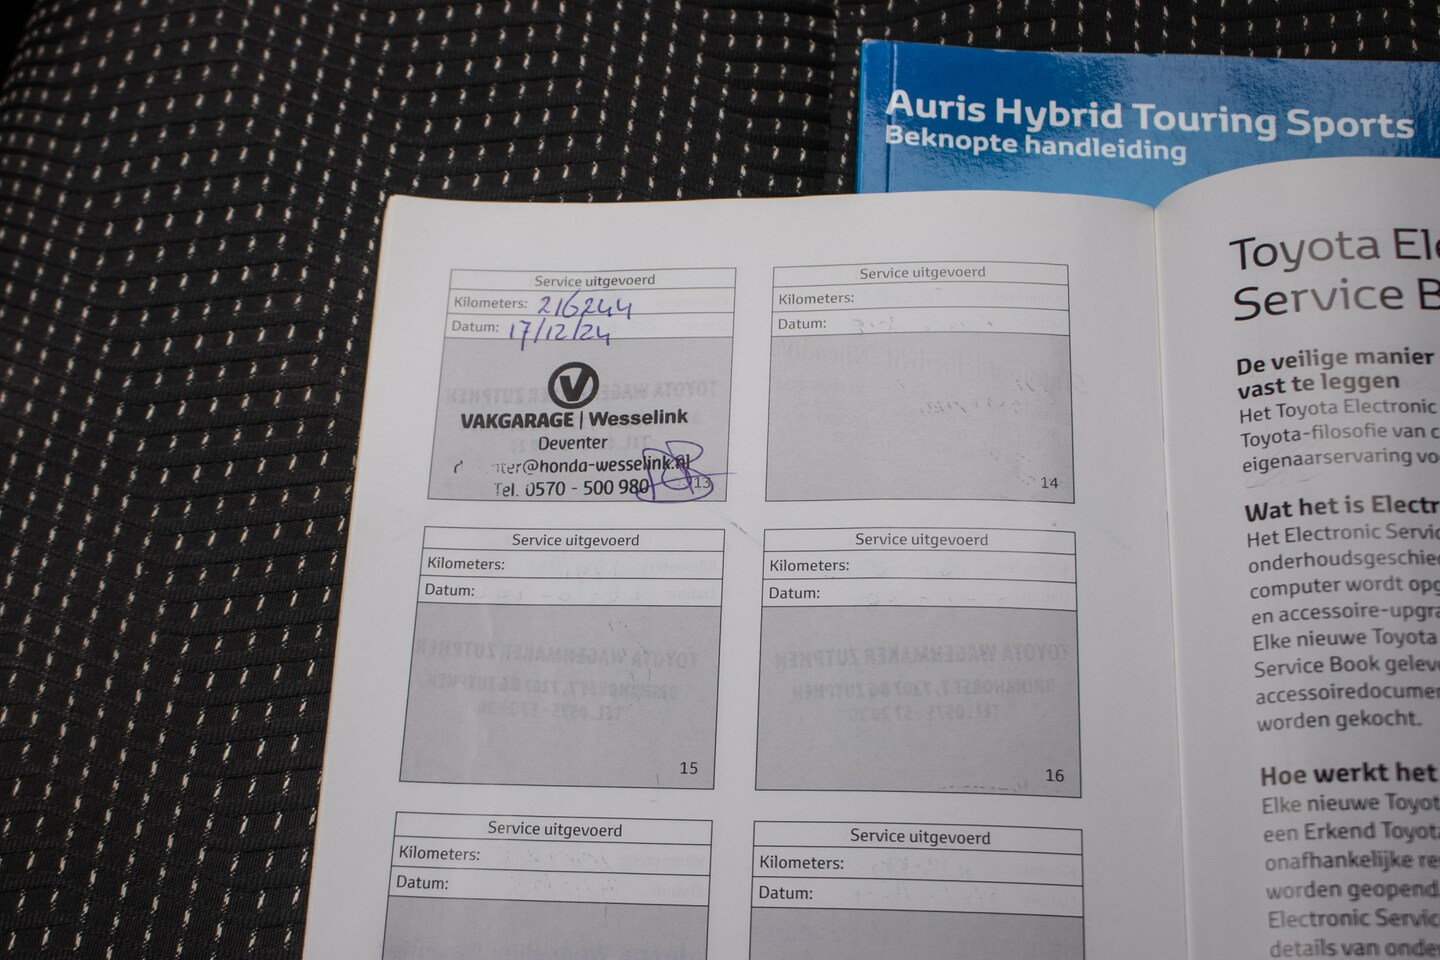 Auris Hybrid Touring Sports
Beknopte handleiding
Service uitgevoerd
Kilometers: 216244
Datum: 17/12/24
VAKGARAGE | Wesselink
Deventer
@honda-wesselink.nl
Tel. 0570 - 500 980
13
Service uitgevoerd
Kilometers:
Datum:
14
Service uitgevoerd
Kilometers:
Datum:
15
Service uitgevoerd
Kilometers:
Datum:
16
Service uitgevoerd
Kilometers:
Datum:
Service uitgevoerd
Kilometers:
Datum:
Toyota
Service
De veilige manier
vast te leggen
Het Toyota Electronic
Toyota-filosofie van
eigenaarservaring
Wat het is
Het Electronic
computer wordt
Elke nieuwe Toyota
Service Book
worden gekocht.
Hoe werkt het
Elke nieuwe
een Erkend
onafhankelijke
worden geopend.
Electronic
details van